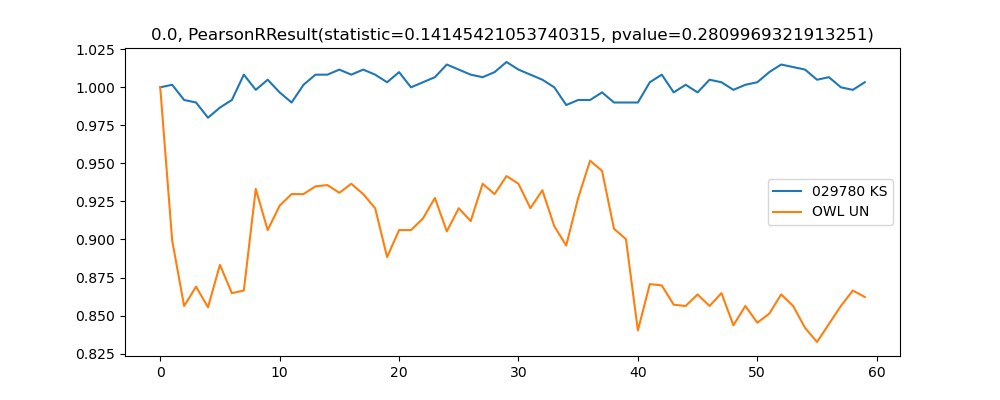 0.0, PearsonRResult(statistic=0.14145421053740315, pvalue=0.2809969321913251)
1.025
1.000
0.975
0.950
0.925
0.900
0.875
0.850
0.825
029780 KS
OWL UN
0 10 20 30 40 50 60